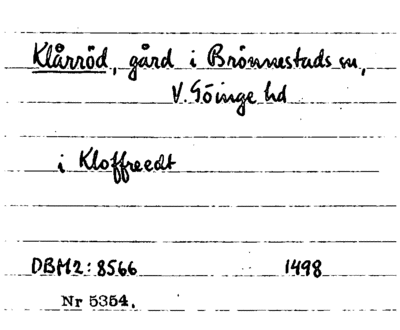 Klårröd, gård i Brönnestads sn,
V. Göinge hd
i Kloffreedt
DBM2: 8566 1498
Nr 5354.